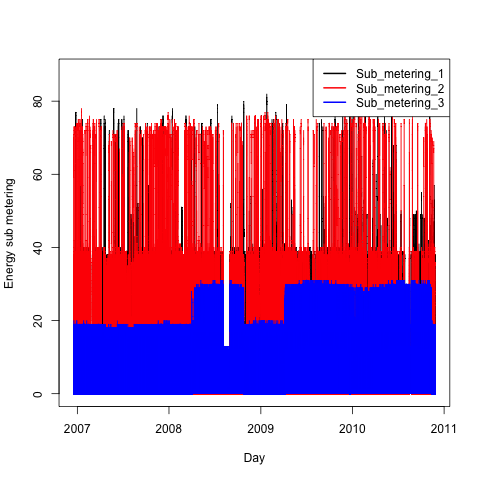 Sub_metering_1
Sub_metering_2
Sub_metering_3
80
60
40
20
0
Energy sub metering
2007 2008 2009 2010 2011
Day